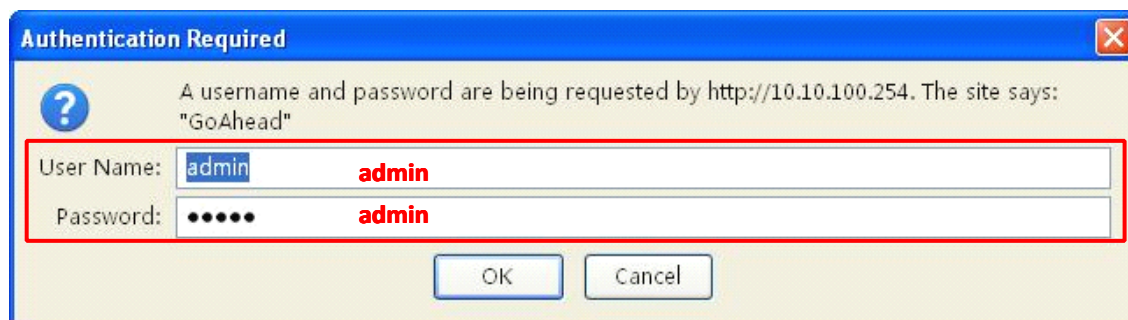 Authentication Required
A username and password are being requested by http://10.10.100.254. The site says:
"GoAhead"
User Name: admin admin
Password: ••••• admin
OK Cancel